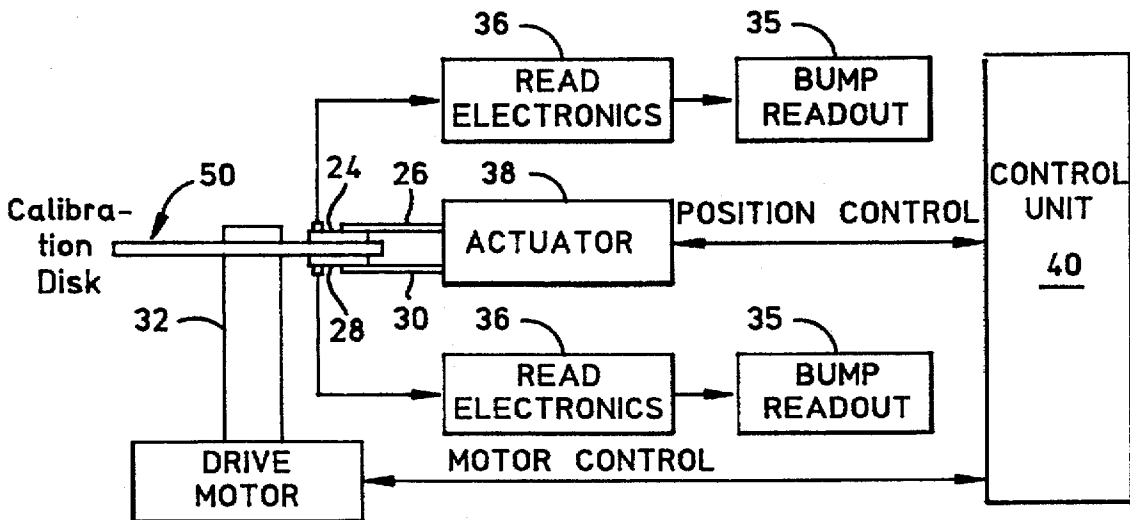 36
35
READ
ELECTRONICS
BUMP
READOUT
50
24
26
38
CONTROL
UNIT
40
Calibra-
tion
Disk
ACTUATOR
POSITION CONTROL
32
28
30
36
35
READ
ELECTRONICS
BUMP
READOUT
DRIVE
MOTOR
MOTOR CONTROL